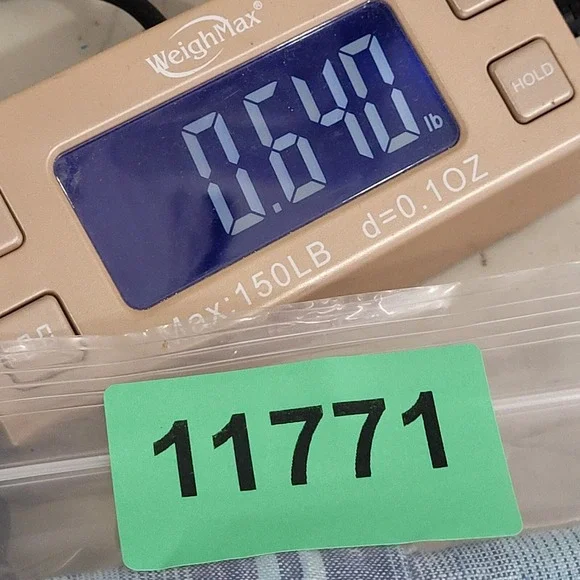 WeighMax®
HOLD
0.640 lb
Max:150LB d=0.1OZ
11771